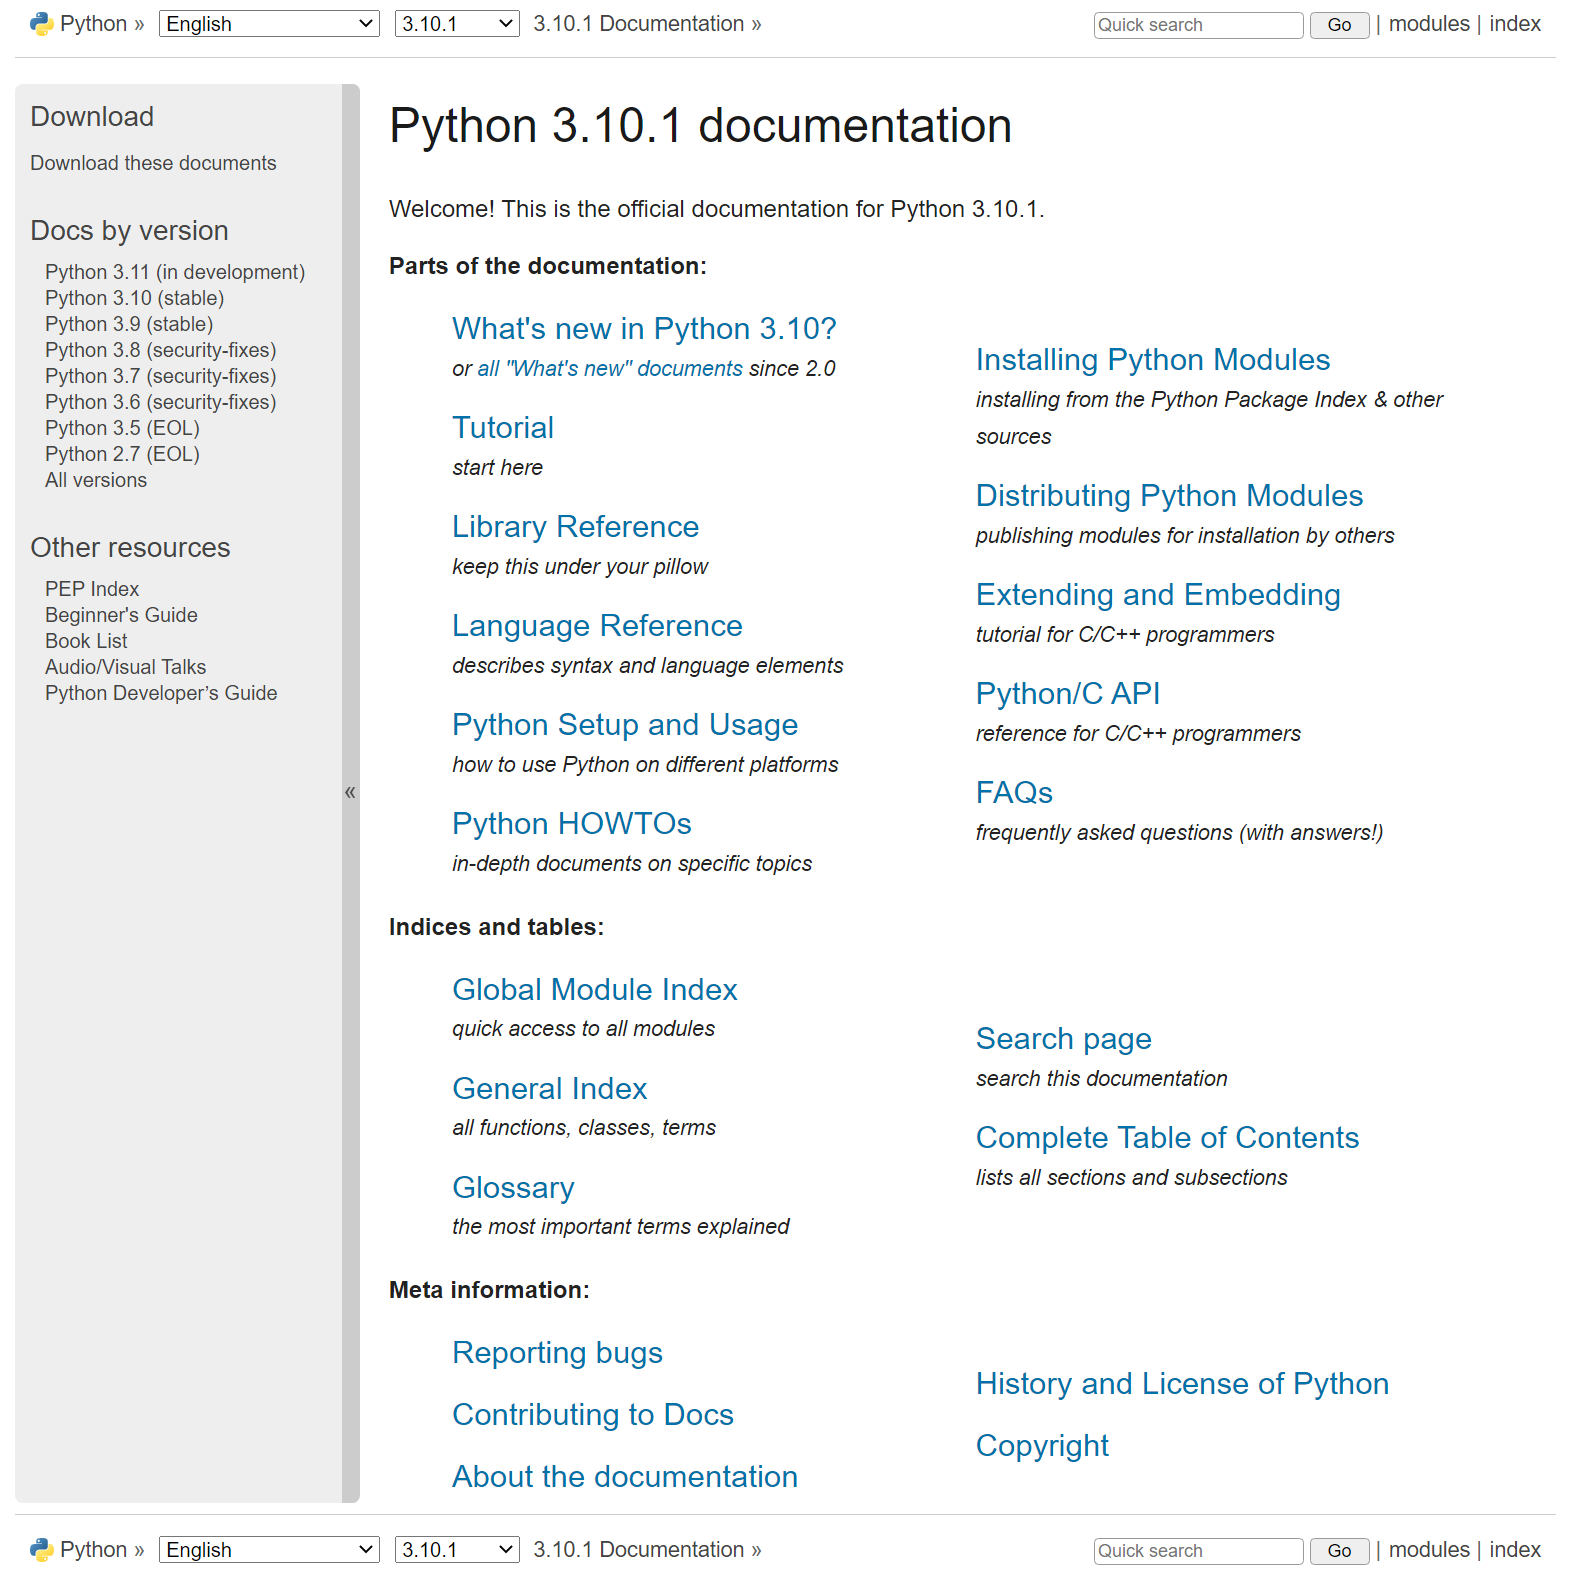 Python » English 3.10.1 3.10.1 Documentation » Quick search Go | modules | index
Download
Download these documents
Docs by version
Python 3.11 (in development)
Python 3.10 (stable)
Python 3.9 (stable)
Python 3.8 (security-fixes)
Python 3.7 (security-fixes)
Python 3.6 (security-fixes)
Python 3.5 (EOL)
Python 2.7 (EOL)
All versions
Other resources
PEP Index
Beginner's Guide
Book List
Audio/Visual Talks
Python Developer’s Guide
«
Python 3.10.1 documentation
Welcome! This is the official documentation for Python 3.10.1.
Parts of the documentation:
What's new in Python 3.10?
or all "What's new" documents since 2.0
Tutorial
start here
Library Reference
keep this under your pillow
Language Reference
describes syntax and language elements
Python Setup and Usage
how to use Python on different platforms
Python HOWTOs
in-depth documents on specific topics
Installing Python Modules
installing from the Python Package Index & other
sources
Distributing Python Modules
publishing modules for installation by others
Extending and Embedding
tutorial for C/C++ programmers
Python/C API
reference for C/C++ programmers
FAQs
frequently asked questions (with answers!)
Indices and tables:
Global Module Index
quick access to all modules
General Index
all functions, classes, terms
Glossary
the most important terms explained
Search page
search this documentation
Complete Table of Contents
lists all sections and subsections
Meta information:
Reporting bugs
Contributing to Docs
About the documentation
History and License of Python
Copyright
Python » English 3.10.1 3.10.1 Documentation » Quick search Go | modules | index